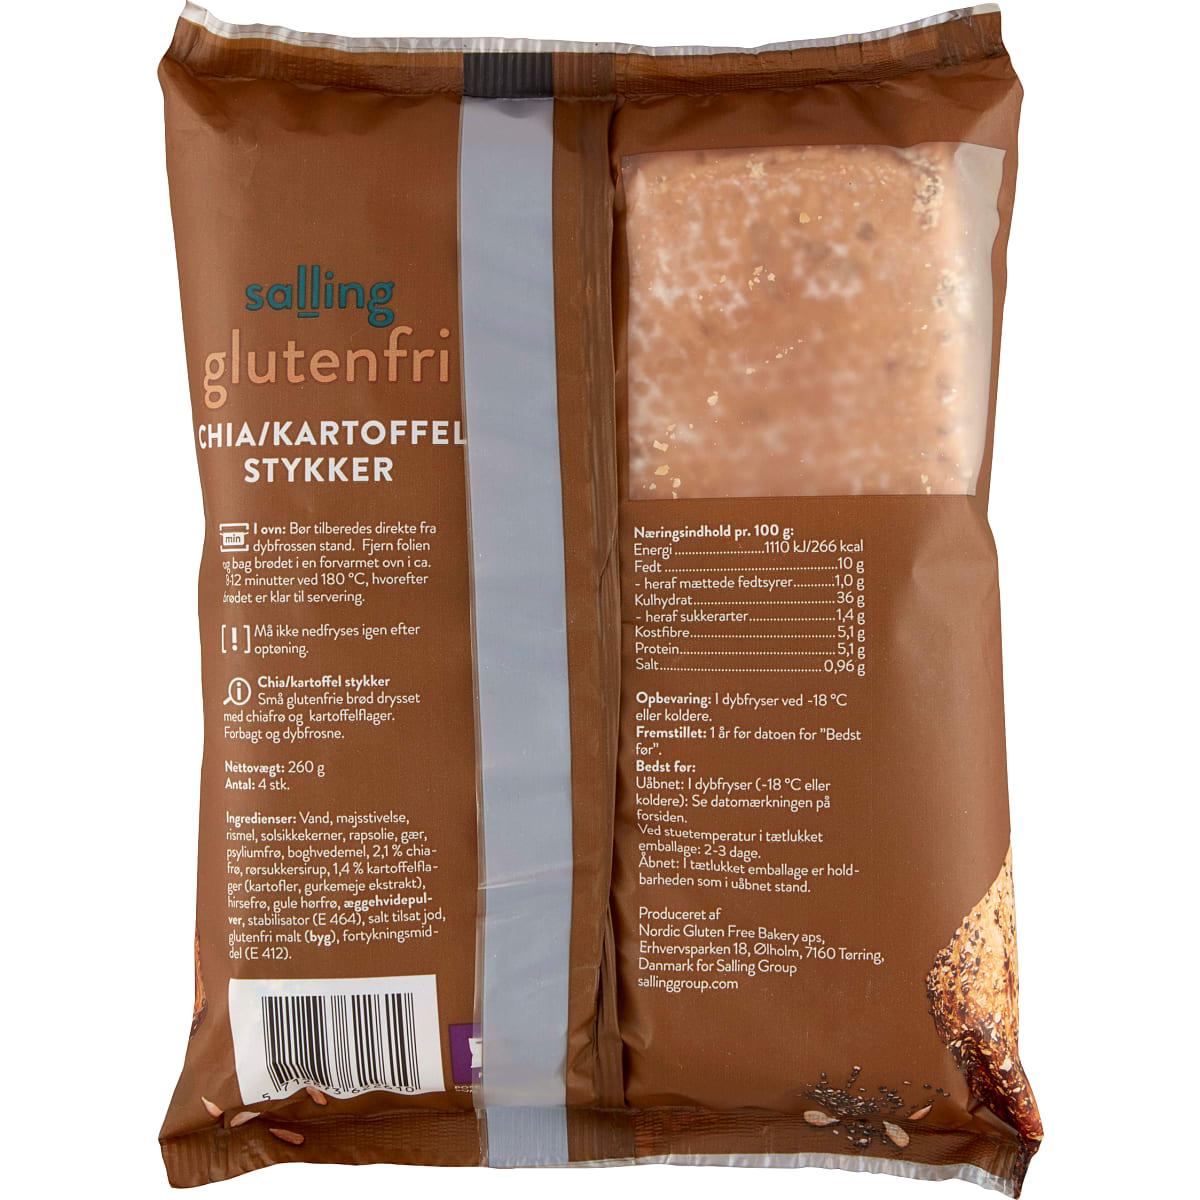 salling
glutenfri
CHIA/KARTOFFEL
STYKKER
min
I ovn: Bør tilberedes direkte fra
dybfrossen stand. Fjern folien
og bag brødet i en forvarmet ovn i ca.
8-12 minutter ved 180 °C, hvorefter
brødet er klar til servering.
[!] Må ikke nedfryses igen efter
optøning.
Chia/kartoffel stykker
Små glutenfrie brød drysset
med chiafrø og kartoffelflager.
Forbagt og dybfrosne.
Nettovægt: 260 g
Antal: 4 stk.
Ingredienser: Vand, majsstivelse,
rismel, solsikkekerner, rapsolie, gær,
psyliumfrø, boghvedemel, 2,1 % chia-
frø, rørsukkersirup, 1,4 % kartoffelfla-
ger (kartofler, gurkemeje ekstrakt),
hirsefrø, gule hørfrø, æggehvidepul-
ver, stabilisator (E 464), salt tilsat jod,
glutenfri malt (byg), fortykningsmid-
del (E 412).
Næringsindhold pr. 100 g:
Energi........................1110 kJ/266 kcal
Fedt..............................................10 g
- heraf mættede fedtsyrer...........1,0 g
Kulhydrat......................................36 g
- heraf sukkerarter.......................1,4 g
Kostfibre.......................................5,1 g
Protein..........................................5,1 g
Salt.............................................0,96 g
Opbevaring: I dybfryser ved -18 °C
eller koldere.
Fremstillet: 1 år før datoen for ”Bedst
før”.
Bedst før:
Uåbnet: I dybfryser (-18 °C eller
koldere): Se datomærkningen på
forsiden.
Ved stuetemperatur i tætlukket
emballage: 2-3 dage.
Åbnet: I tætlukket emballage er hold-
barheden som i uåbnet stand.
Produceret af
Nordic Gluten Free Bakery aps,
Erhvervsparken 18, Ølholm, 7160 Tørring,
Danmark for Salling Group
sallinggroup.com